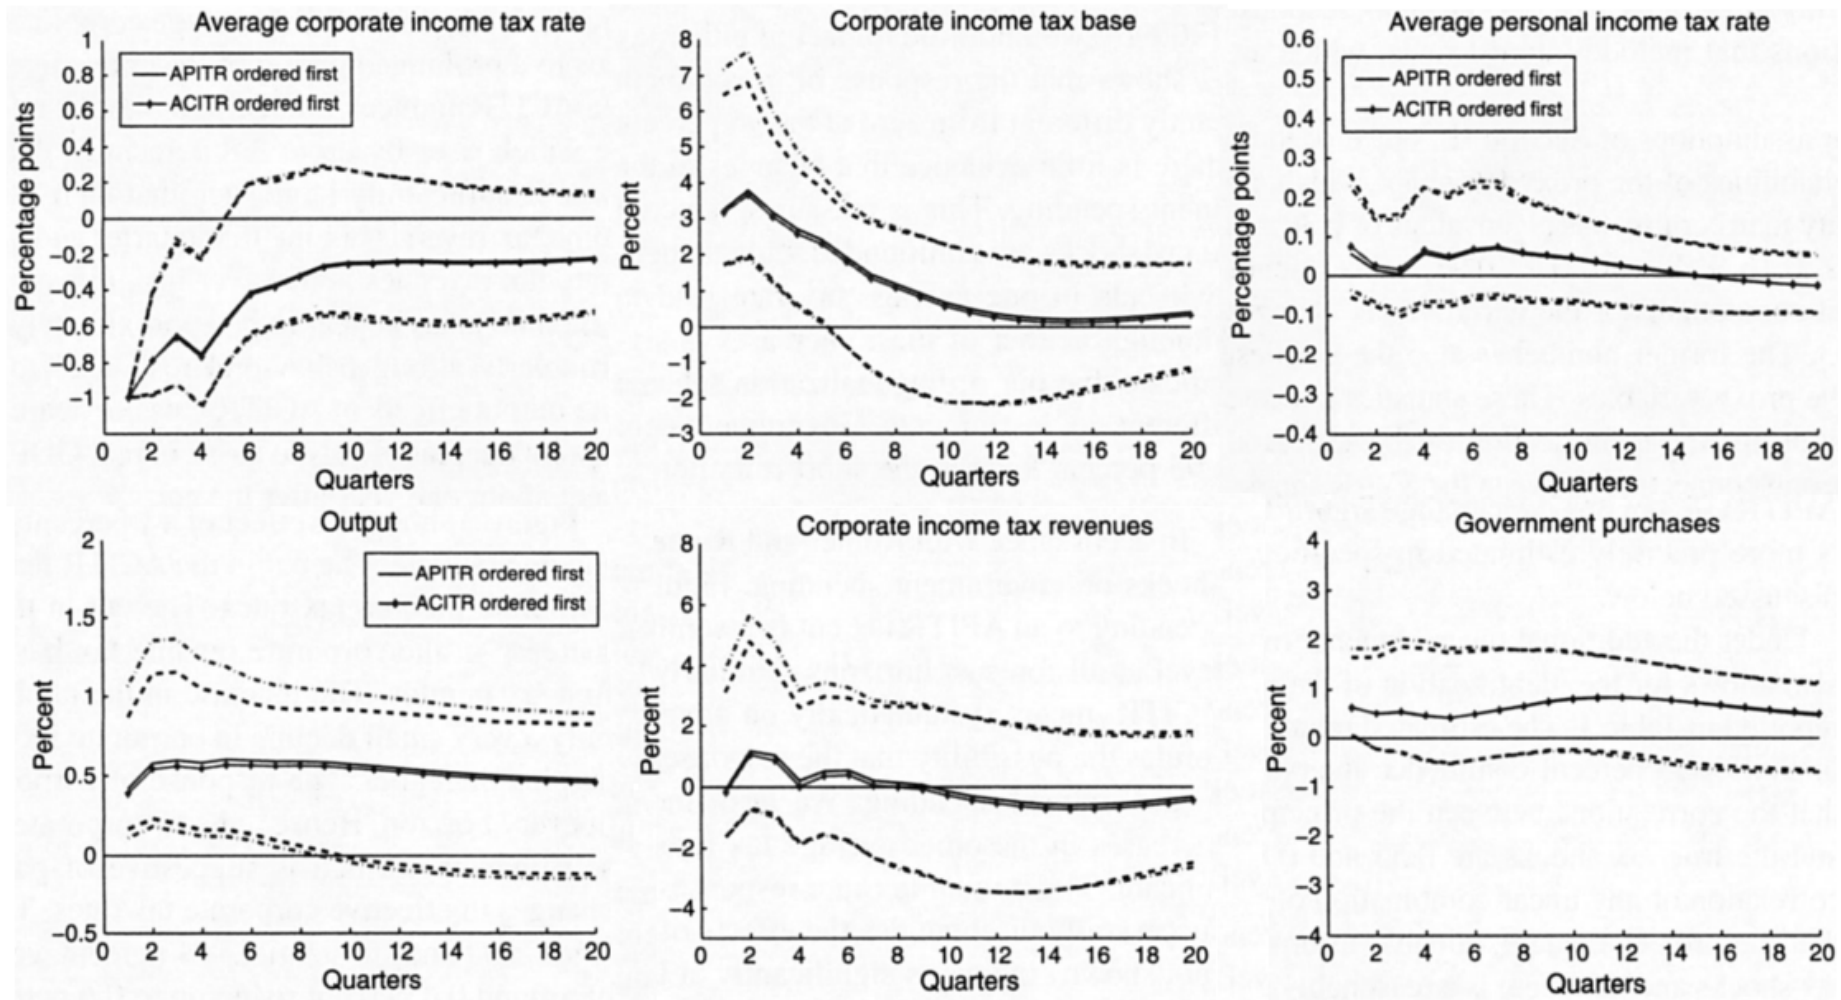 Average corporate income tax rate
Percentage points
1
0.8
0.6
0.4
0.2
0
−0.2
−0.4
−0.6
−0.8
−1
APITR ordered first
ACITR ordered first
0 2 4 6 8 10 12 14 16 18 20
Quarters
Corporate income tax base
Percent
8
7
6
5
4
3
2
1
0
−1
−2
−3
0 2 4 6 8 10 12 14 16 18 20
Quarters
Average personal income tax rate
Percentage points
0.6
0.5
0.4
0.3
0.2
0.1
0
−0.1
−0.2
−0.3
−0.4
APITR ordered first
ACITR ordered first
0 2 4 6 8 10 12 14 16 18 20
Quarters
Output
Percent
2
1.5
1
0.5
0
−0.5
APITR ordered first
ACITR ordered first
0 2 4 6 8 10 12 14 16 18 20
Quarters
Corporate income tax revenues
Percent
8
6
4
2
0
−2
−4
0 2 4 6 8 10 12 14 16 18 20
Quarters
Government purchases
Percent
4
3
2
1
0
−1
−2
−3
−4
0 2 4 6 8 10 12 14 16 18 20
Quarters